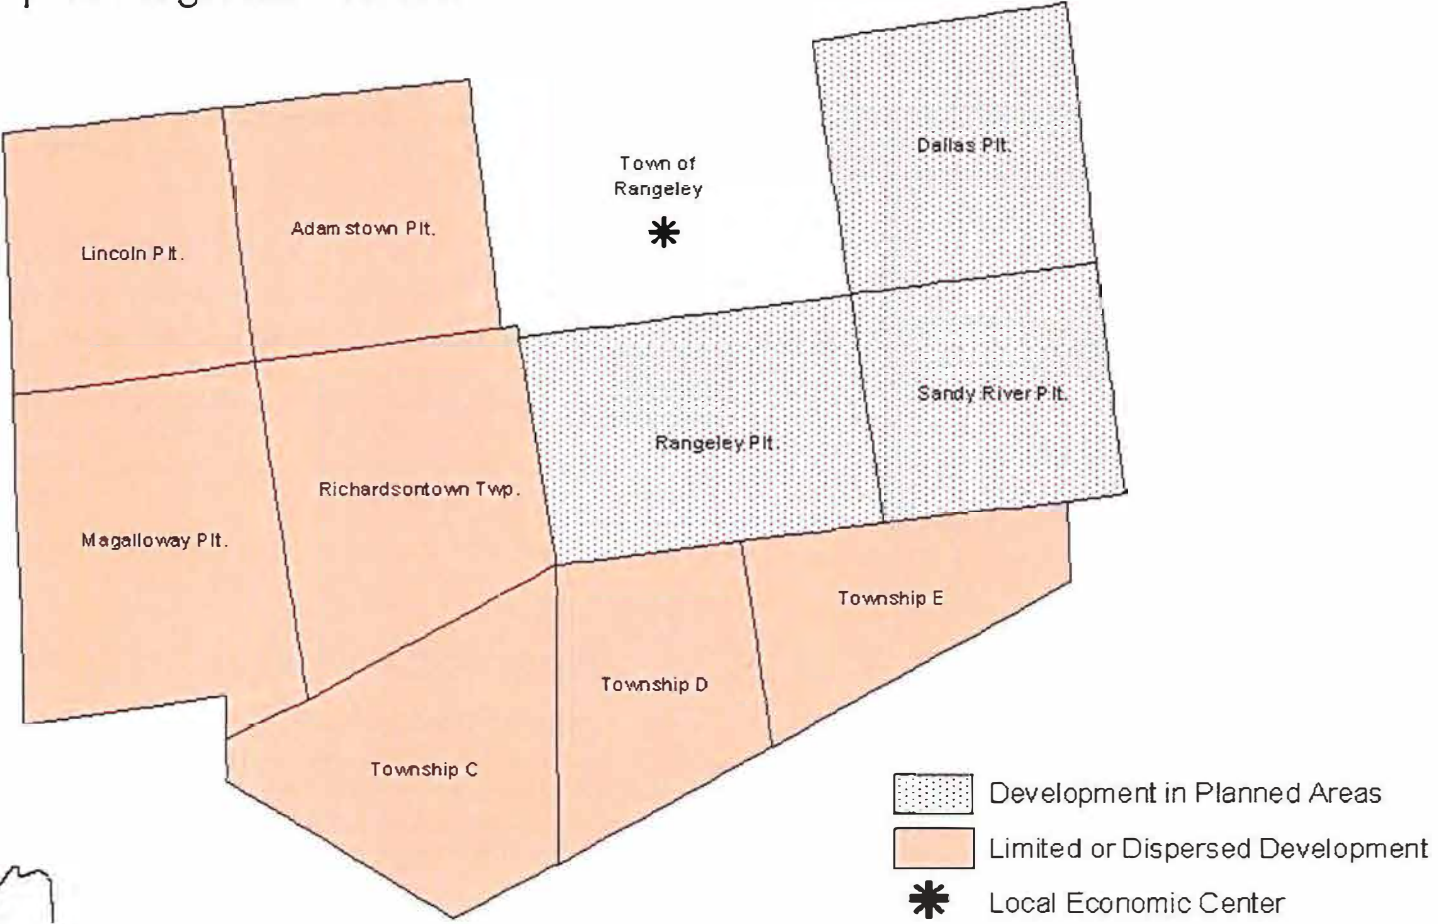 Dallas Plt.
Town of
Rangeley
Adamstown Plt.
Lincoln Plt.
Sandy River Plt.
Rangeley Plt.
Richardsontown Twp.
Magalloway Plt.
Township E
Township D
Township C
Development in Planned Areas
Limited or Dispersed Development
Local Economic Center